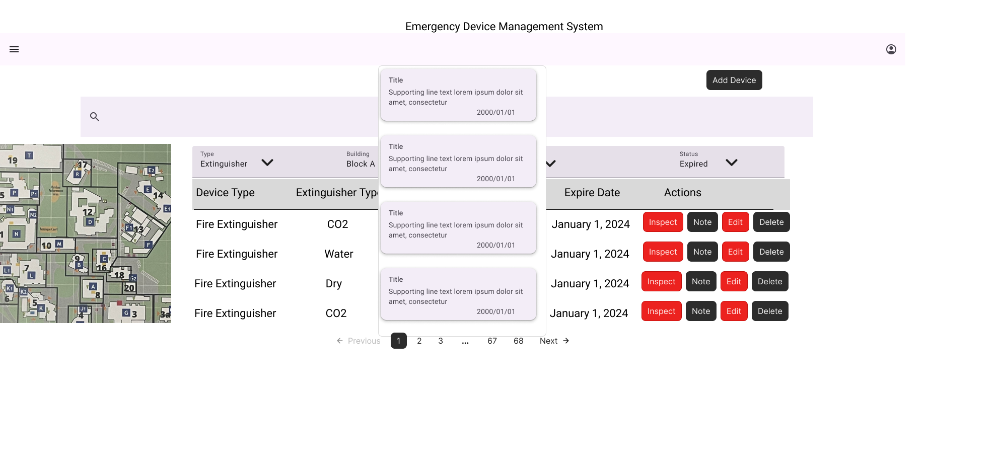 Emergency Device Management System
Add Device
Title
Supporting line text lorem ipsum dolor sit
amet, consectetur
2000/01/01
Title
Supporting line text lorem ipsum dolor sit
amet, consectetur
2000/01/01
Title
Supporting line text lorem ipsum dolor sit
amet, consectetur
2000/01/01
Title
Supporting line text lorem ipsum dolor sit
amet, consectetur
2000/01/01
Type
Extinguisher
Building
Block A
Status
Expired
Device Type Extinguisher Type Expire Date Actions
Fire Extinguisher CO2 January 1, 2024 Inspect Note Edit Delete
Fire Extinguisher Water January 1, 2024 Inspect Note Edit Delete
Fire Extinguisher Dry January 1, 2024 Inspect Note Edit Delete
Fire Extinguisher CO2 January 1, 2024 Inspect Note Edit Delete
Previous 1 2 3 ... 67 68 Next
T
19
17
R
E2
Outdoor
Performance
Area
E
14
5 P P1
E1
N1
N2
12
D
Petanque Court
F1 13
1 N
10 M
F
9
B
C
16
L1
7
L
18
G2
20
K1
K2
A
8
6
5
K
J1
4
G 3
3a